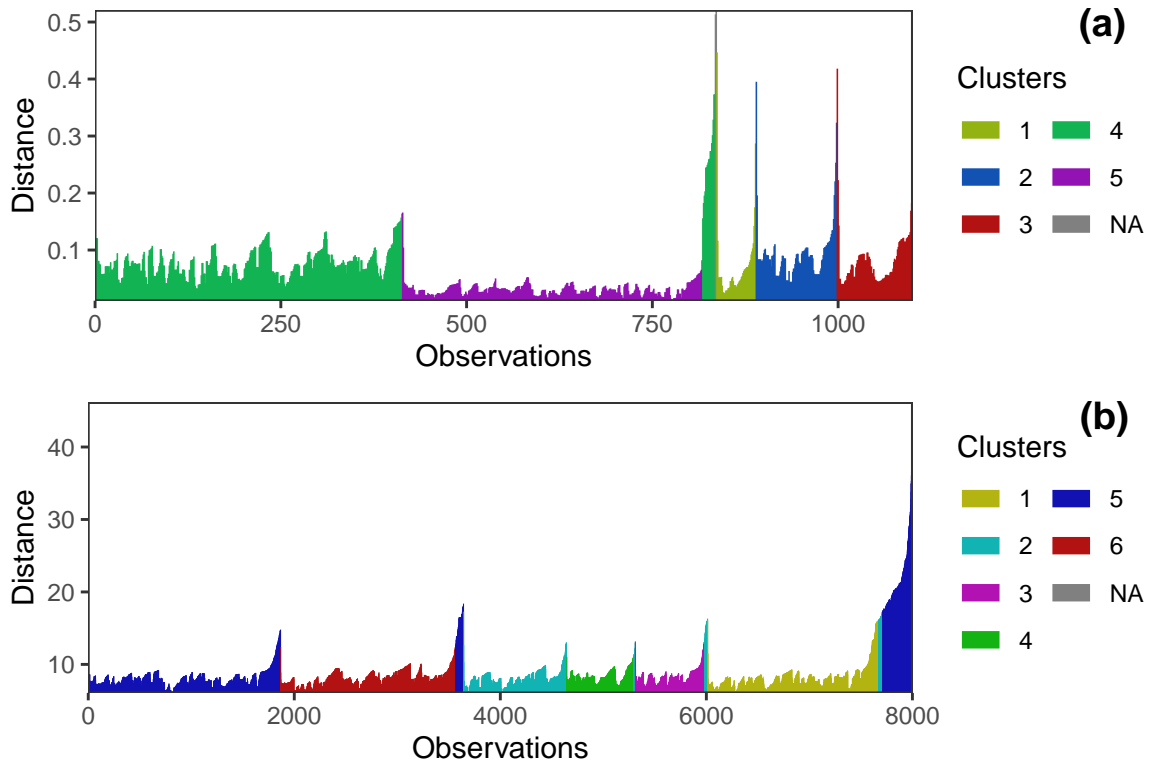 (a)
0.5
0.4
0.3
0.2
0.1
Distance
0 250 500 750 1000
Observations
Clusters
1 4
2 5
3 NA
(b)
40
30
20
10
Distance
0 2000 4000 6000 8000
Observations
Clusters
1 5
2 6
3 NA
4